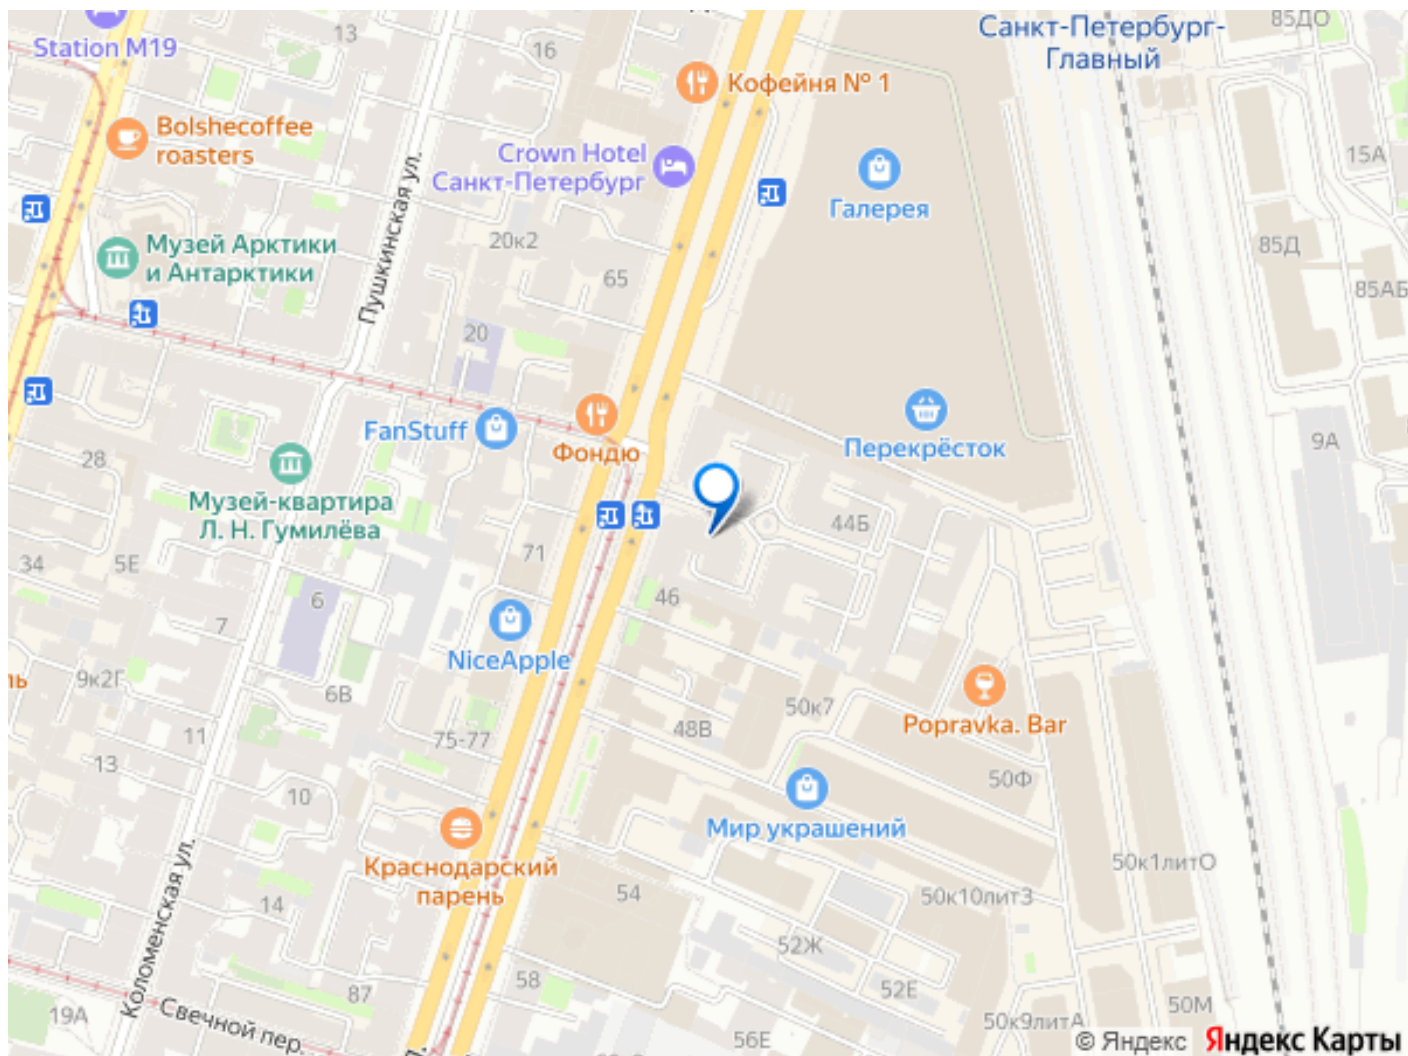 Station M19
13
16
Санкт-Петербург-
Главный
85ДО
Кофейня № 1
Bolshecoffee
roasters
Crown Hotel
Санкт-Петербург
15А
Пушкинская ул.
Галерея
Музей Арктики
и Антарктики
20к2
65
85Д
85АБ
20
FanStuff
Фондю
Перекрёсток
9А
28
Музей-квартира
Л. Н. Гумилёва
44Б
34
5Е
71
6
46
7
NiceApple
9к2Г
6В
50к7
Popravka. Bar
11
75-77
48В
13
10
50Ф
Мир украшений
Краснодарский
парень
50к1литО
Коломенская ул.
14
54
50к10литЗ
52Ж
58
52Е
87
19А
Свечной пер.
50к9литА
50М
56Е
© Яндекс
Яндекс Карты